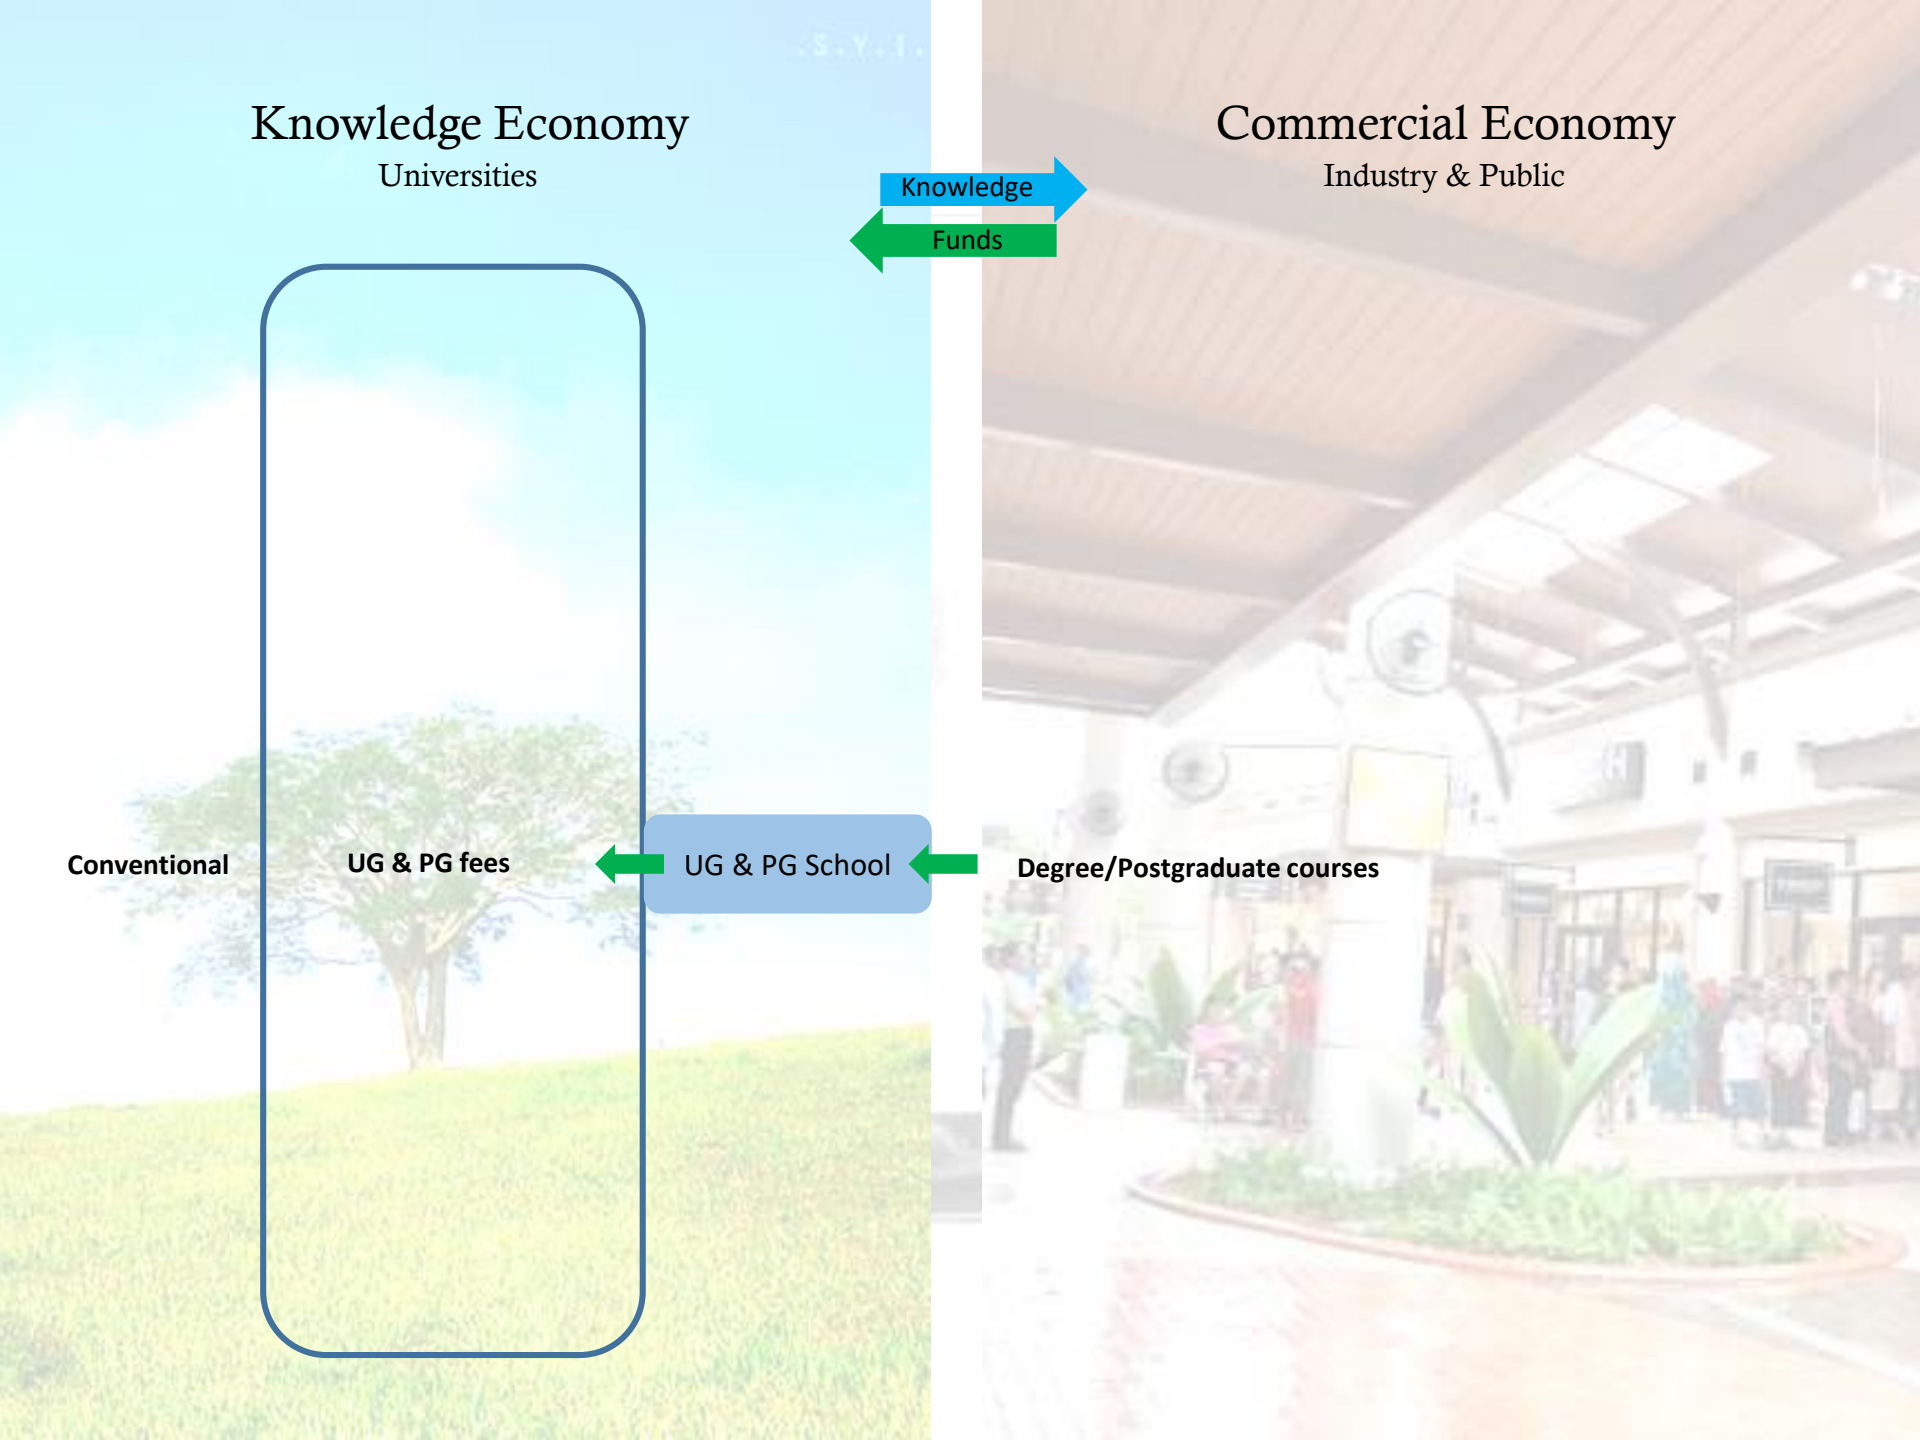 .S.Y.I.
Knowledge Economy
Universities
Commercial Economy
Industry & Public
Knowledge
Funds
Conventional
UG & PG fees
UG & PG School
Degree/Postgraduate courses